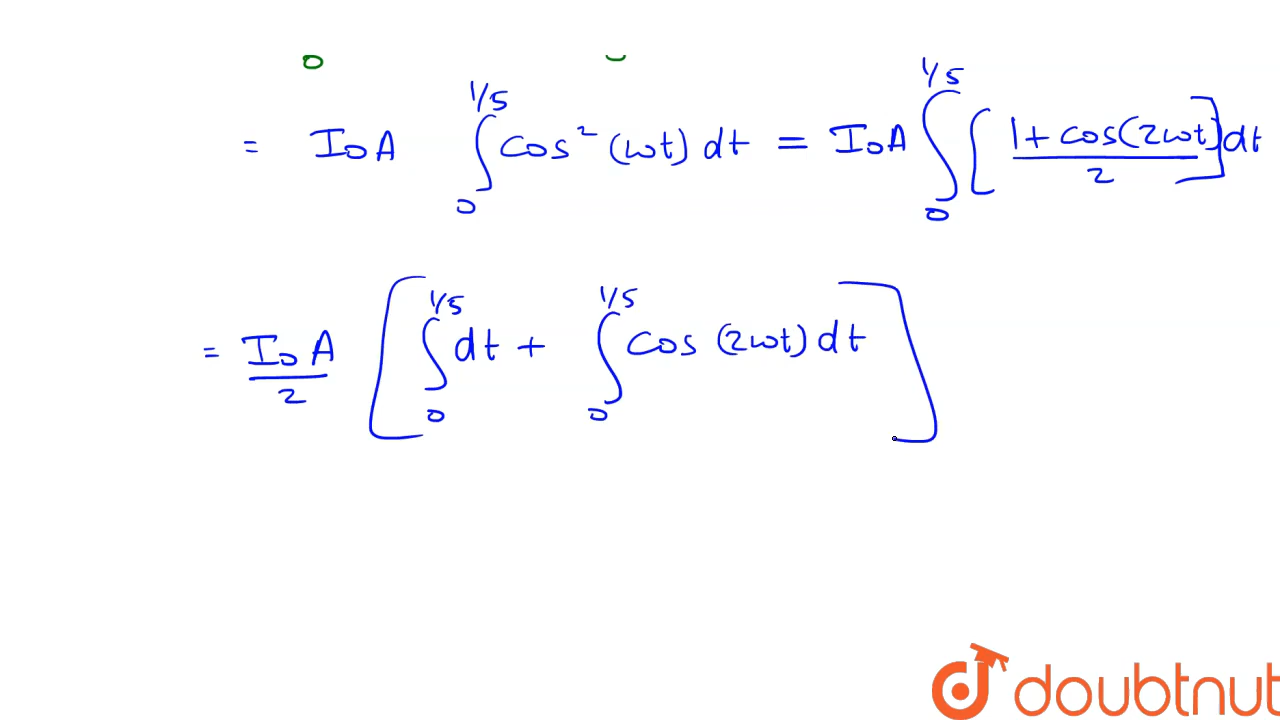 = I₀A ∫₀^{1/5} cos²(ωt) dt = I₀A ∫₀^{1/5} [(1+cos(2ωt))/2] dt
= I₀A/2 [∫₀^{1/5} dt + ∫₀^{1/5} cos(2ωt) dt]
doubtnut